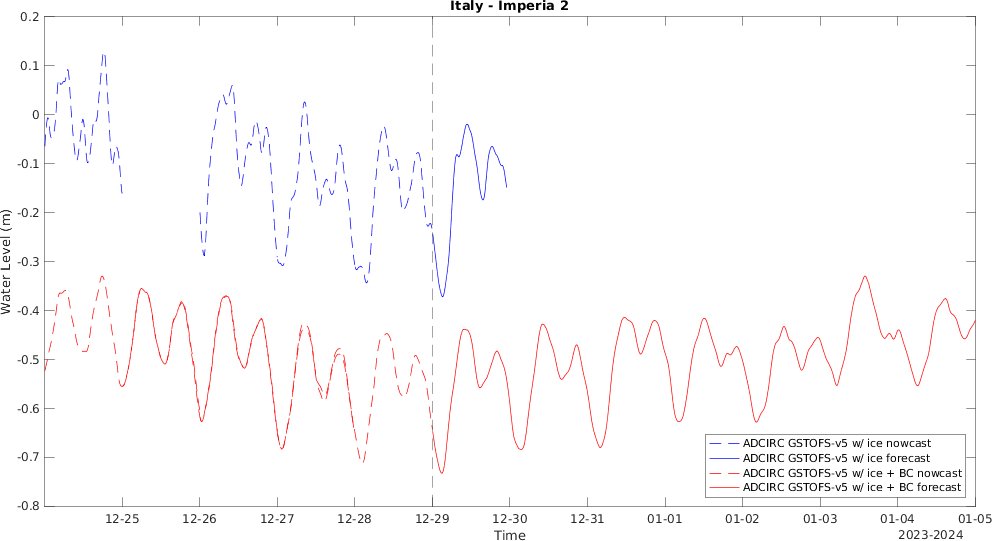 Italy - Imperia 2
Water Level (m)
0.2
0.1
0
-0.1
-0.2
-0.3
-0.4
-0.5
-0.6
-0.7
-0.8
ADCIRC GSTOFS-v5 w/ ice nowcast
ADCIRC GSTOFS-v5 w/ ice forecast
ADCIRC GSTOFS-v5 w/ ice + BC nowcast
ADCIRC GSTOFS-v5 w/ ice + BC forecast
12-25 12-26 12-27 12-28 12-29 12-30 12-31 01-01 01-02 01-03 01-04 01-05
Time
2023-2024